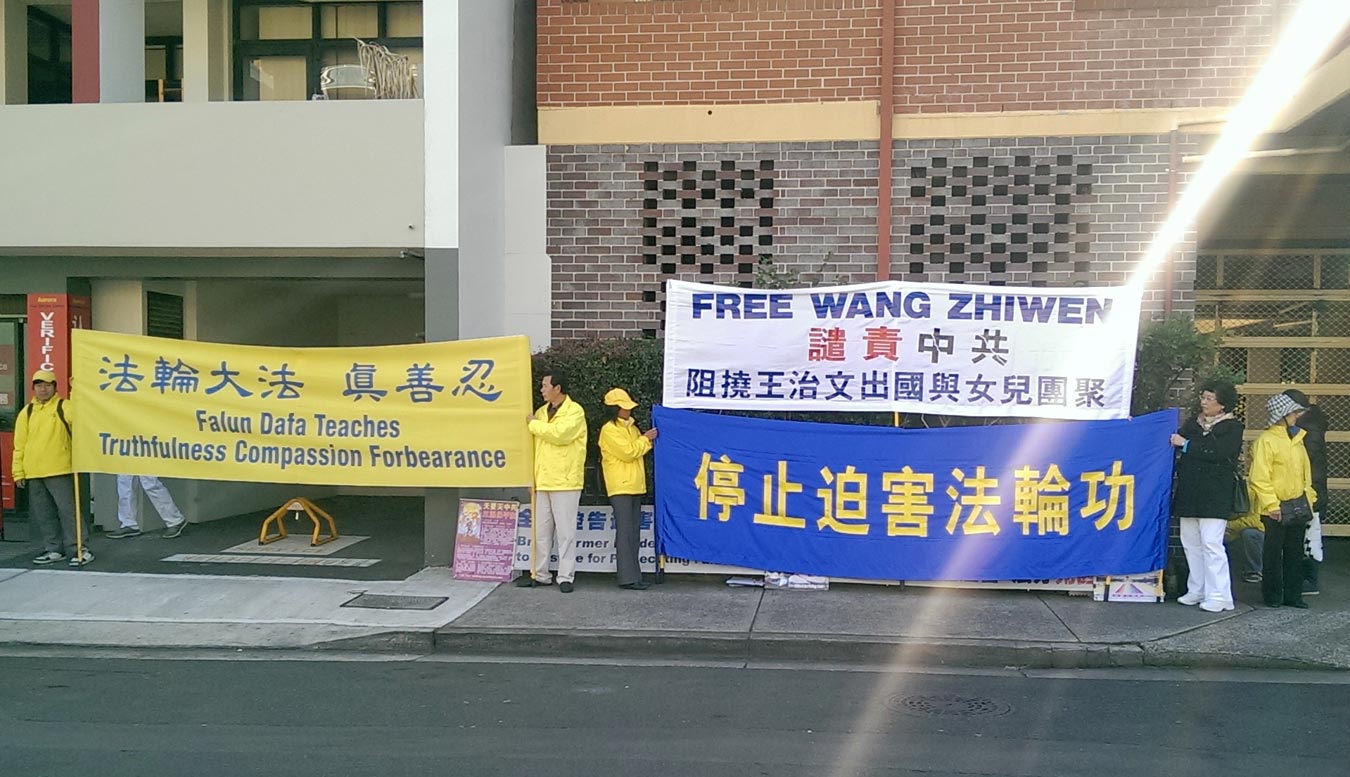 VERIFIC
法輪大法 真善忍
Falun Dafa Teaches
Truthfulness Compassion Forbearance
FREE WANG ZHIWEN
譴責中共
阻撓王治文出國與女兒團聚
停止迫害法輪功